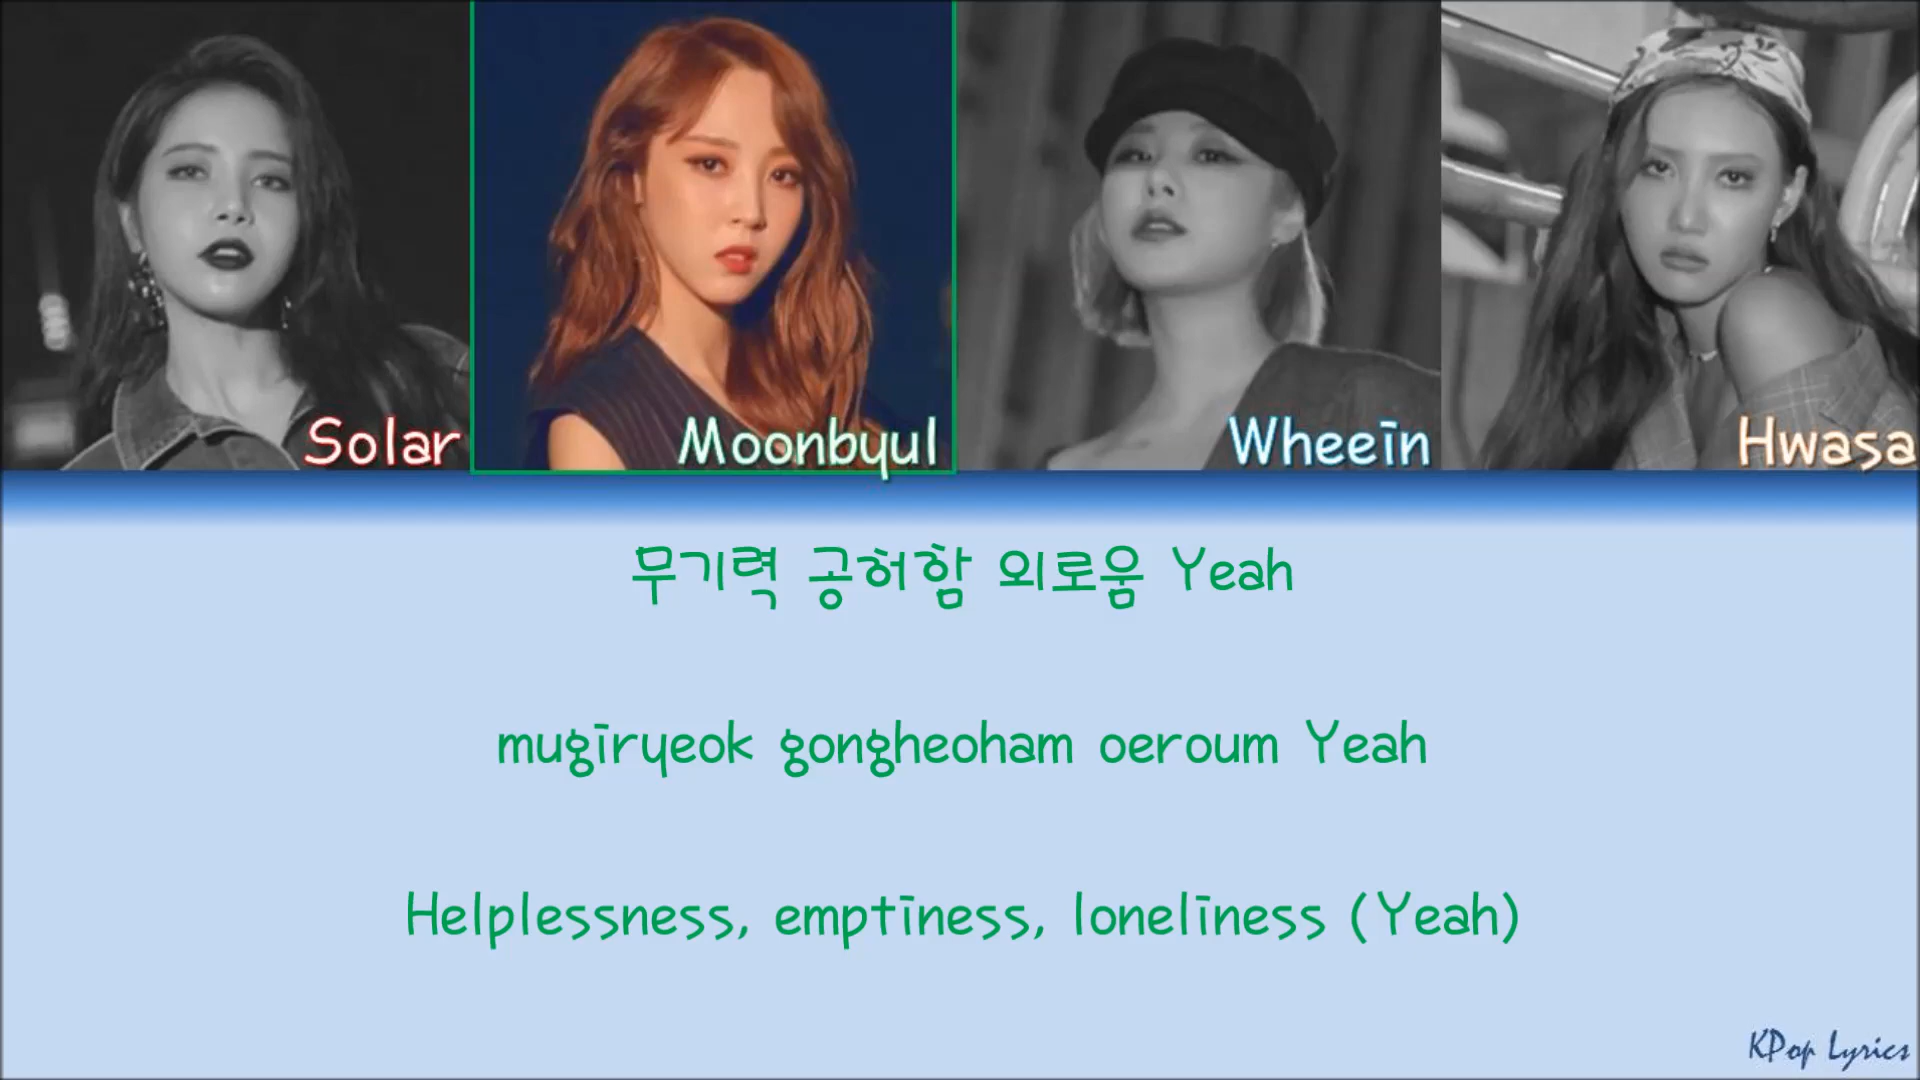 Solar
Moonbyul
Wheein
Hwasa
무기력 공허함 외로움 Yeah
mugiryeok gongheoham oeroum Yeah
Helplessness, emptiness, loneliness (Yeah)
KPop Lyrics